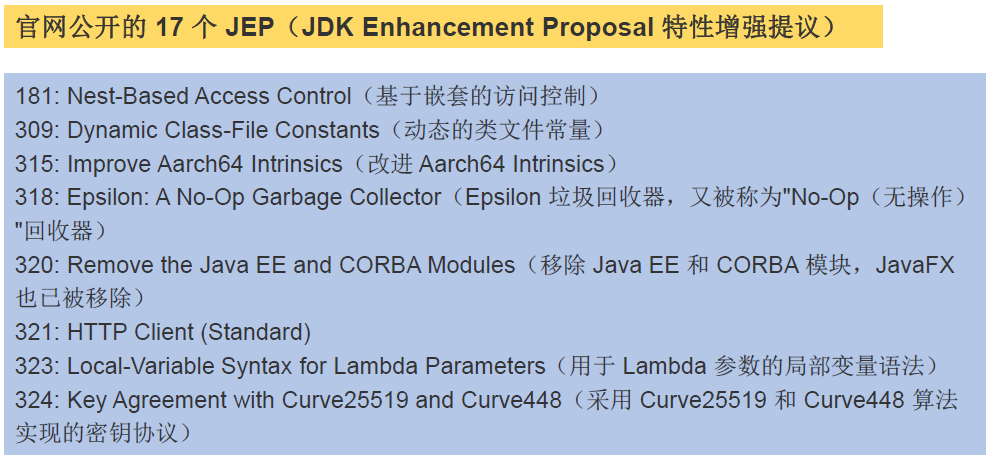 官网公开的 17 个 JEP（JDK Enhancement Proposal 特性增强提议）
181: Nest-Based Access Control（基于嵌套的访问控制）
309: Dynamic Class-File Constants（动态的类文件常量）
315: Improve Aarch64 Intrinsics（改进 Aarch64 Intrinsics）
318: Epsilon: A No-Op Garbage Collector（Epsilon 垃圾回收器，又被称为"No-Op（无操作）
"回收器）
320: Remove the Java EE and CORBA Modules（移除 Java EE 和 CORBA 模块，JavaFX
也已被移除）
321: HTTP Client (Standard)
323: Local-Variable Syntax for Lambda Parameters（用于 Lambda 参数的局部变量语法）
324: Key Agreement with Curve25519 and Curve448（采用 Curve25519 和 Curve448 算法
实现的密钥协议）